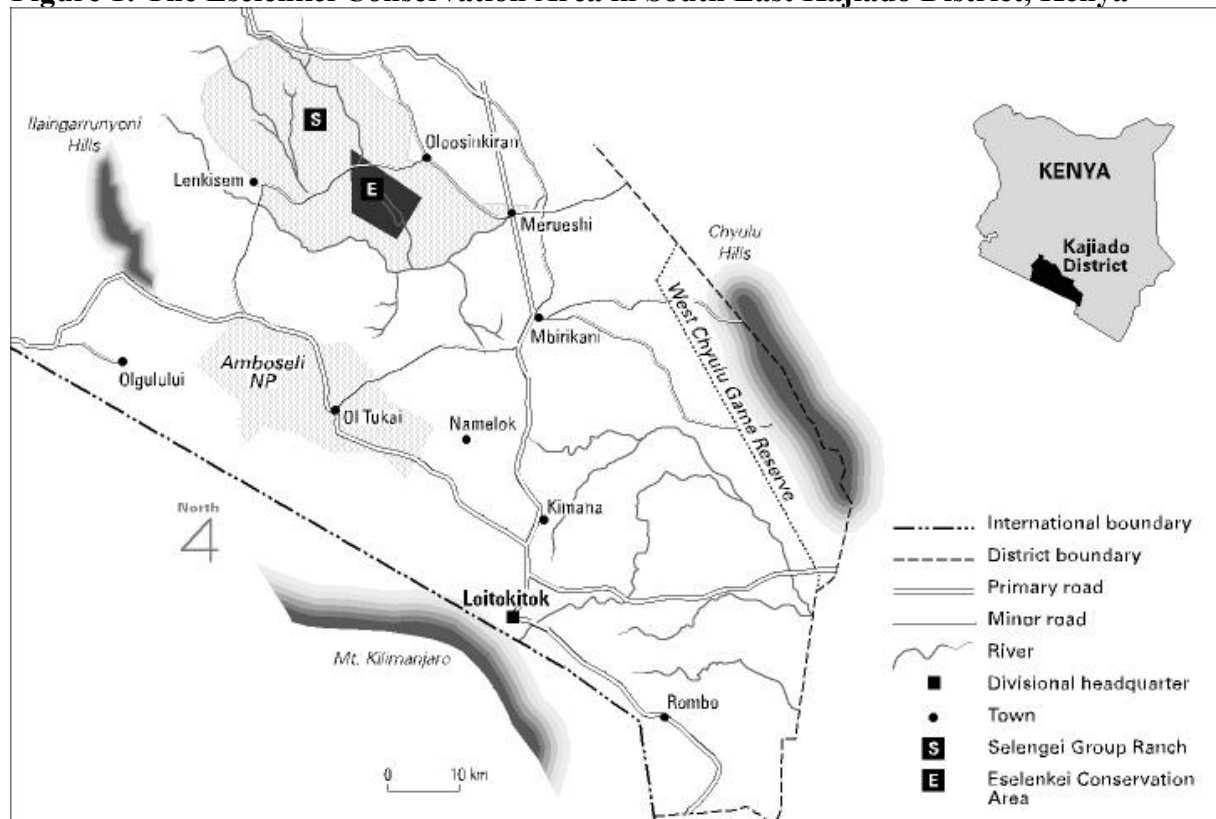 Figure 1: The Eselenkei Conservation Area in South East Kajiado District, Kenya
Ilaingarrunyoni
Hills
S
Oloosinkiran
Lenkisem
E
Merueshi
Chyulu
Hills
KENYA
Kajiado
District
West Chyulu Game Reserve
Mbirikani
Olgulului
Amboseli
NP
Ol Tukai
Namelok
North
Kimana
Loitokitok
Mt. Kilimanjaro
Rombo
0 10 km
International boundary
District boundary
Primary road
Minor road
River
Divisional headquarter
Town
S Selengei Group Ranch
E Eselenkei Conservation
Area